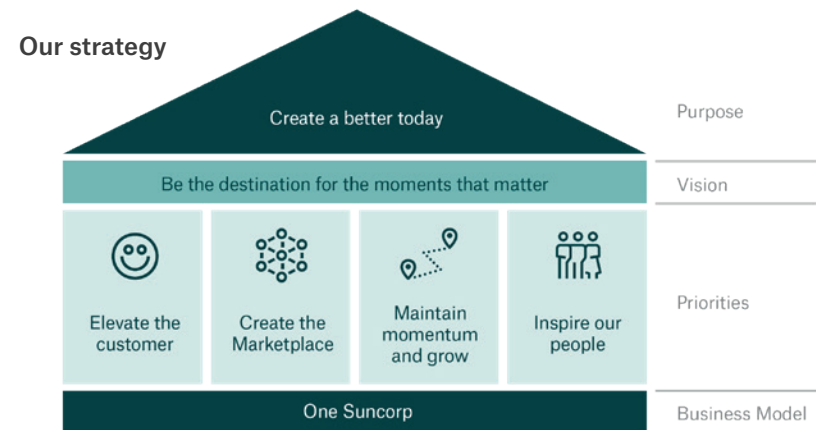 Our strategy
Create a better today
Purpose
Be the destination for the moments that matter
Vision
Elevate the
customer
Create the
Marketplace
Maintain
momentum
and grow
Inspire our
people
Priorities
One Suncorp
Business Model